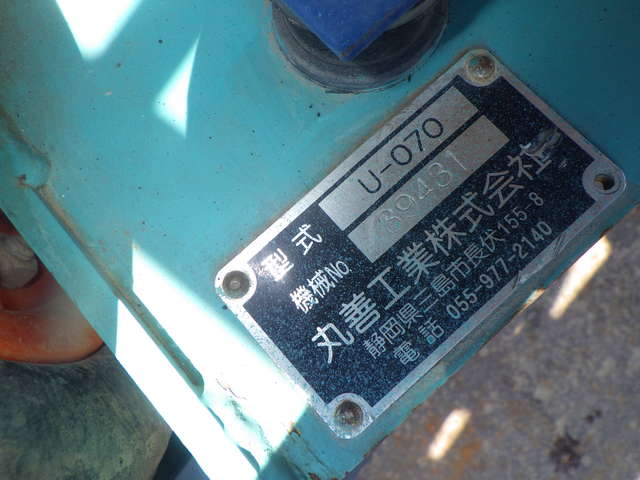 型式 U-070
機械No. 39431
丸善工業株式会社
静岡県三島市長伏155-8
電話 055-977-2140